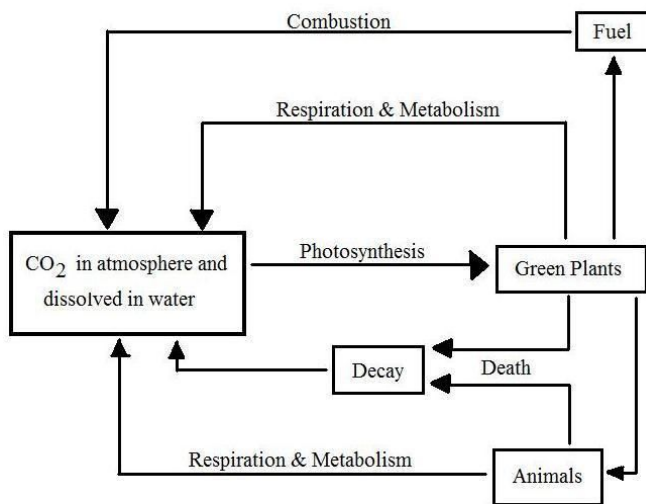 Combustion
Fuel
Respiration & Metabolism
CO2 in atmosphere and
dissolved in water
Photosynthesis
Green Plants
Decay
Death
Respiration & Metabolism
Animals